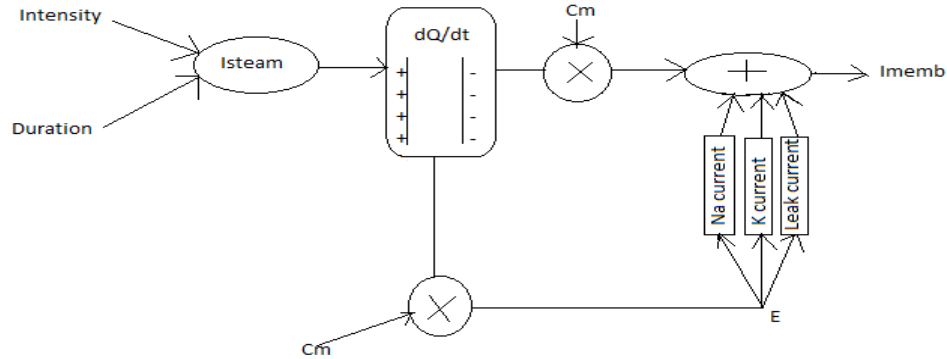 Intensity
Cm
dQ/dt
Isteam
+ -
+ -
+ -
+ -
+
Imemb
Duration
Na current
K current
Leak current
E
Cm